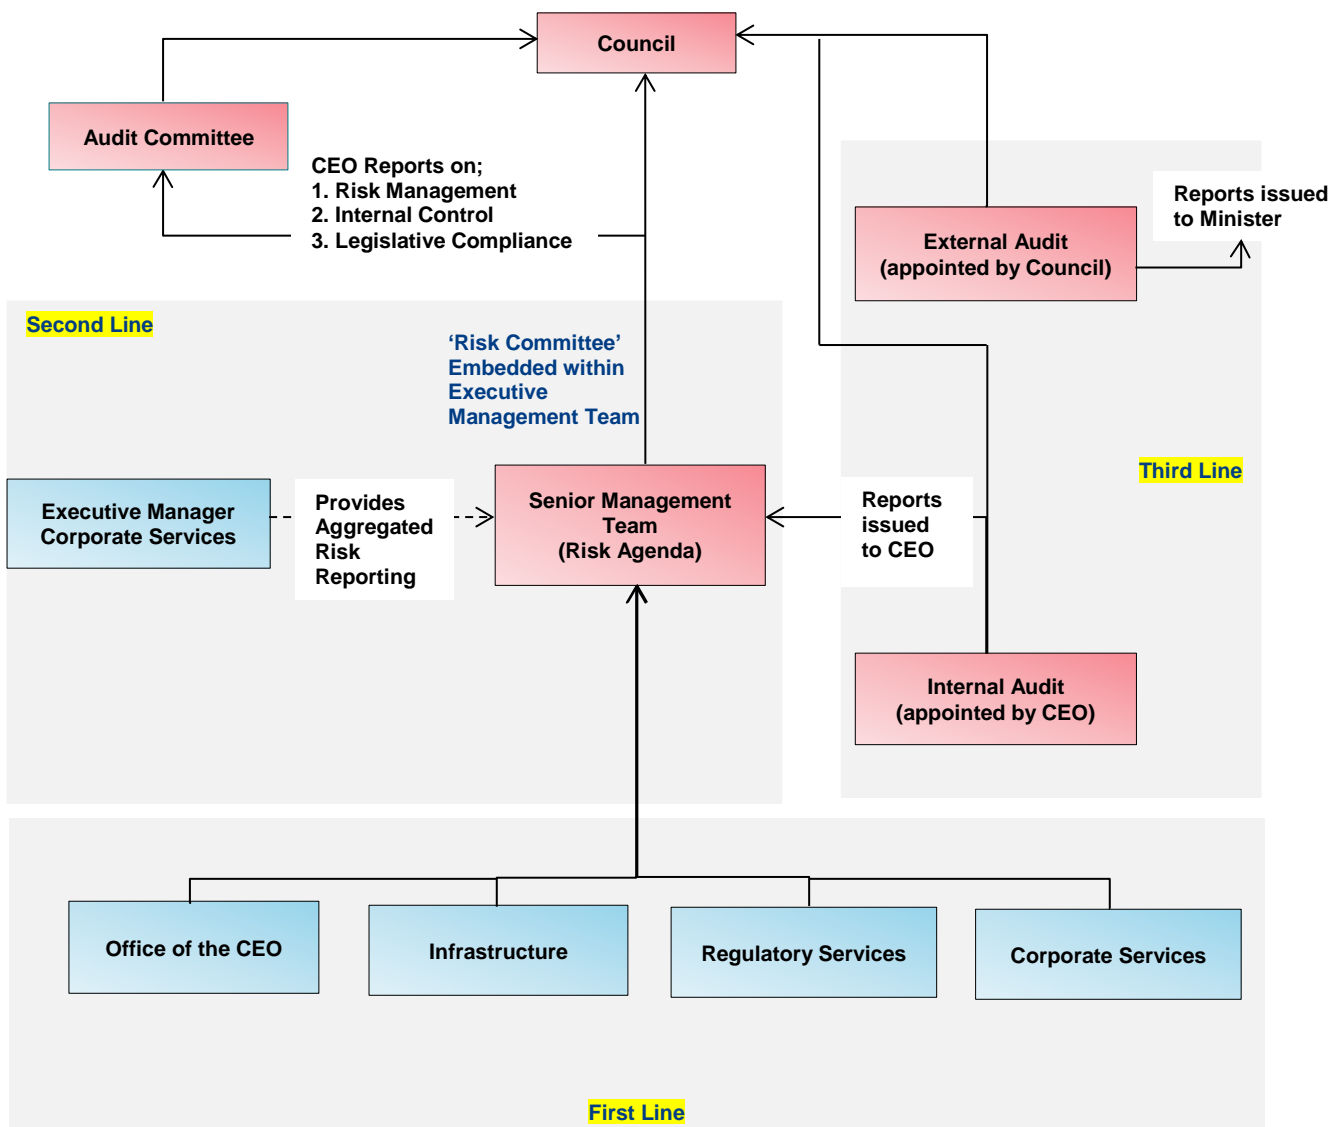 Council
Audit Committee
CEO Reports on;
1. Risk Management
2. Internal Control
3. Legislative Compliance
Reports issued
to Minister
External Audit
(appointed by Council)
Second Line
‘Risk Committee’
Embedded within
Executive
Management Team
Third Line
Executive Manager
Corporate Services
Provides
Aggregated
Risk
Reporting
Senior Management
Team
(Risk Agenda)
Reports
issued
to CEO
Internal Audit
(appointed by CEO)
Office of the CEO
Infrastructure
Regulatory Services
Corporate Services
First Line